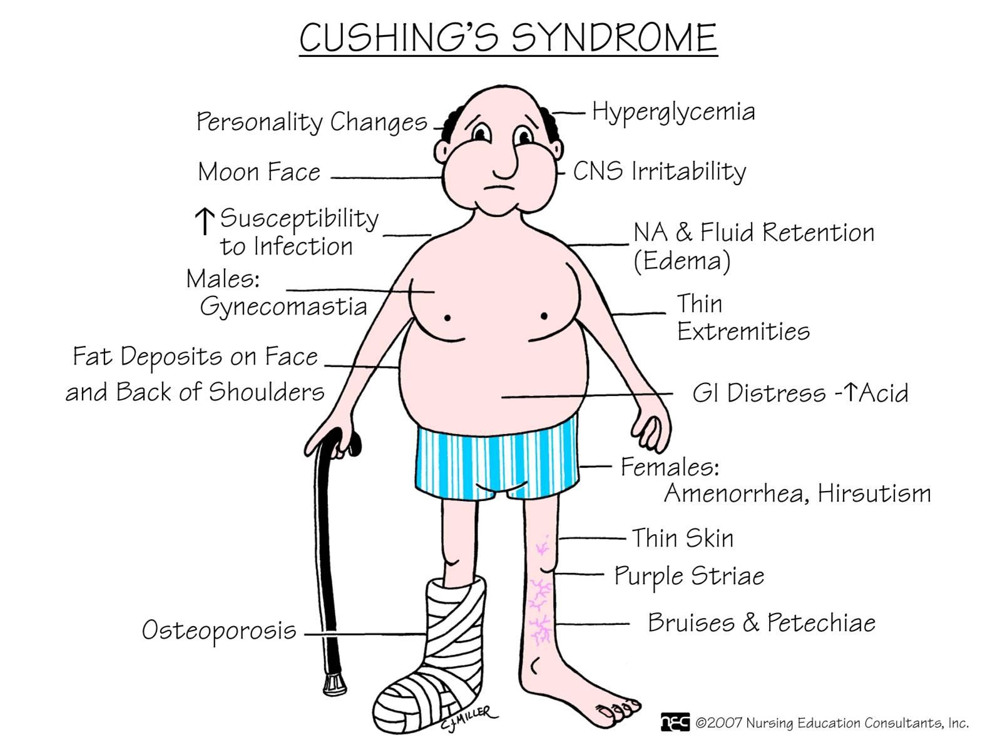 CUSHING'S SYNDROME
Personality Changes
Hyperglycemia
Moon Face
CNS Irritability
↑ Susceptibility
to Infection
NA & Fluid Retention
(Edema)
Males:
Gynecomastia
Thin
Extremities
Fat Deposits on Face
and Back of Shoulders
GI Distress -↑Acid
Females:
Amenorrhea, Hirsutism
Thin Skin
Purple Striae
Bruises & Petechiae
Osteoporosis
CJMILLER
nec ©2007 Nursing Education Consultants, Inc.